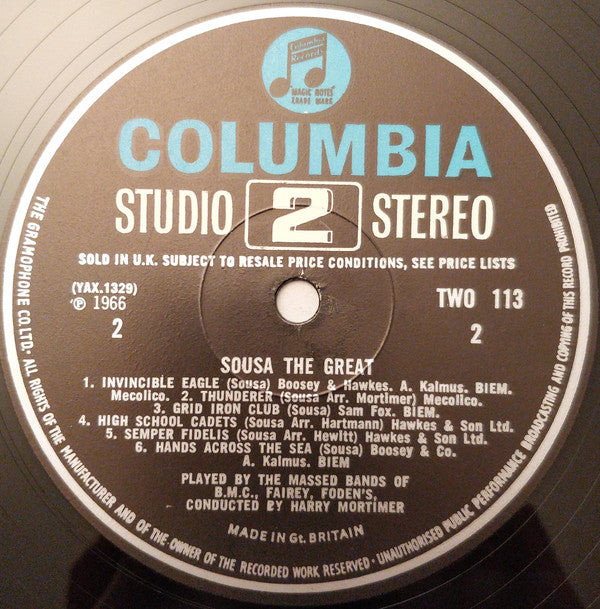 Columbia
Records
"MAGIC NOTES"
TRADE MARK
COLUMBIA
STUDIO 2 STEREO
SOLD IN U.K. SUBJECT TO RESALE PRICE CONDITIONS, SEE PRICE LISTS
(YAX.1329)
℗ 1966
2
TWO 113
2
SOUSA THE GREAT
1. INVINCIBLE EAGLE (Sousa) Boosey & Hawkes. A. Kalmus. BIEM.
Mecolico. 2. THUNDERER (Sousa Arr. Mortimer) Mecolico.
3. GRID IRON CLUB (Sousa) Sam Fox. BIEM.
4. HIGH SCHOOL CADETS (Sousa Arr. Hartmann) Hawkes & Son Ltd.
5. SEMPER FIDELIS (Sousa Arr. Hewitt) Hawkes & Son Ltd.
6. HANDS ACROSS THE SEA (Sousa) Boosey & Co.
A. Kalmus. BIEM
PLAYED BY THE MASSED BANDS OF
B.M.C., FAIREY, FODEN'S,
CONDUCTED BY HARRY MORTIMER
MADE IN Gt. BRITAIN
THE GRAMOPHONE CO. LTD. · ALL RIGHTS OF THE MANUFACTURER AND OF THE OWNER OF THE RECORDED WORK RESERVED · UNAUTHORISED PUBLIC PERFORMANCE BROADCASTING AND COPYING OF THIS RECORD PROHIBITED